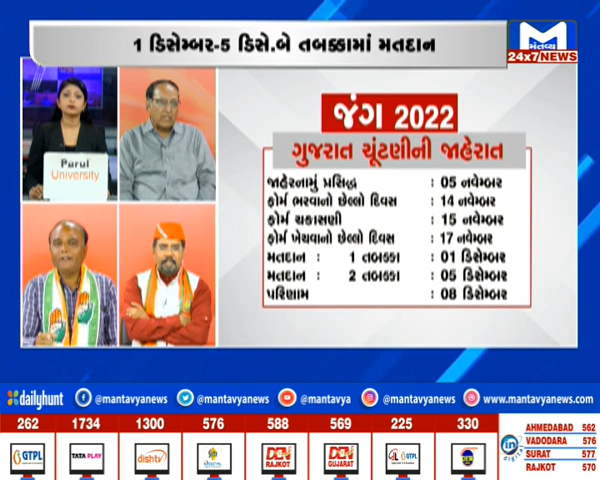 1 ડિસેમ્બર-5 ડિસે.બે તબક્કામાં મતદાન
મંતવ્ય
24x7NEWS
Parul
University
જંગ 2022
ગુજરાત ચૂંટણીની જાહેરાત
જાહેરનામું પ્રસિદ્ધ : 05 નવેમ્બર
ફોર્મ ભરવાનો છેલ્લો દિવસ : 14 નવેમ્બર
ફોર્મ ચકાસણી : 15 નવેમ્બર
ફોર્મ ખેચવાનો છેલ્લો દિવસ : 17 નવેમ્બર
મતદાન : 1 તબક્કા : 01 ડિસેમ્બર
મતદાન : 2 તબક્કા : 05 ડિસેમ્બર
પરિણામ : 08 ડિસેમ્બર
dailyhunt @mantavyanews @mantavyanews @mantavya @mantavyanews www.mantavyanews.com
262 1734 1300 576 588 569 225 330
GTPL TATA PLAY dishtv DEN RAJKOT DEN GUJARAT
in digital
AHMEDABAD 562
VADODARA 576
SURAT 577
RAJKOT 570